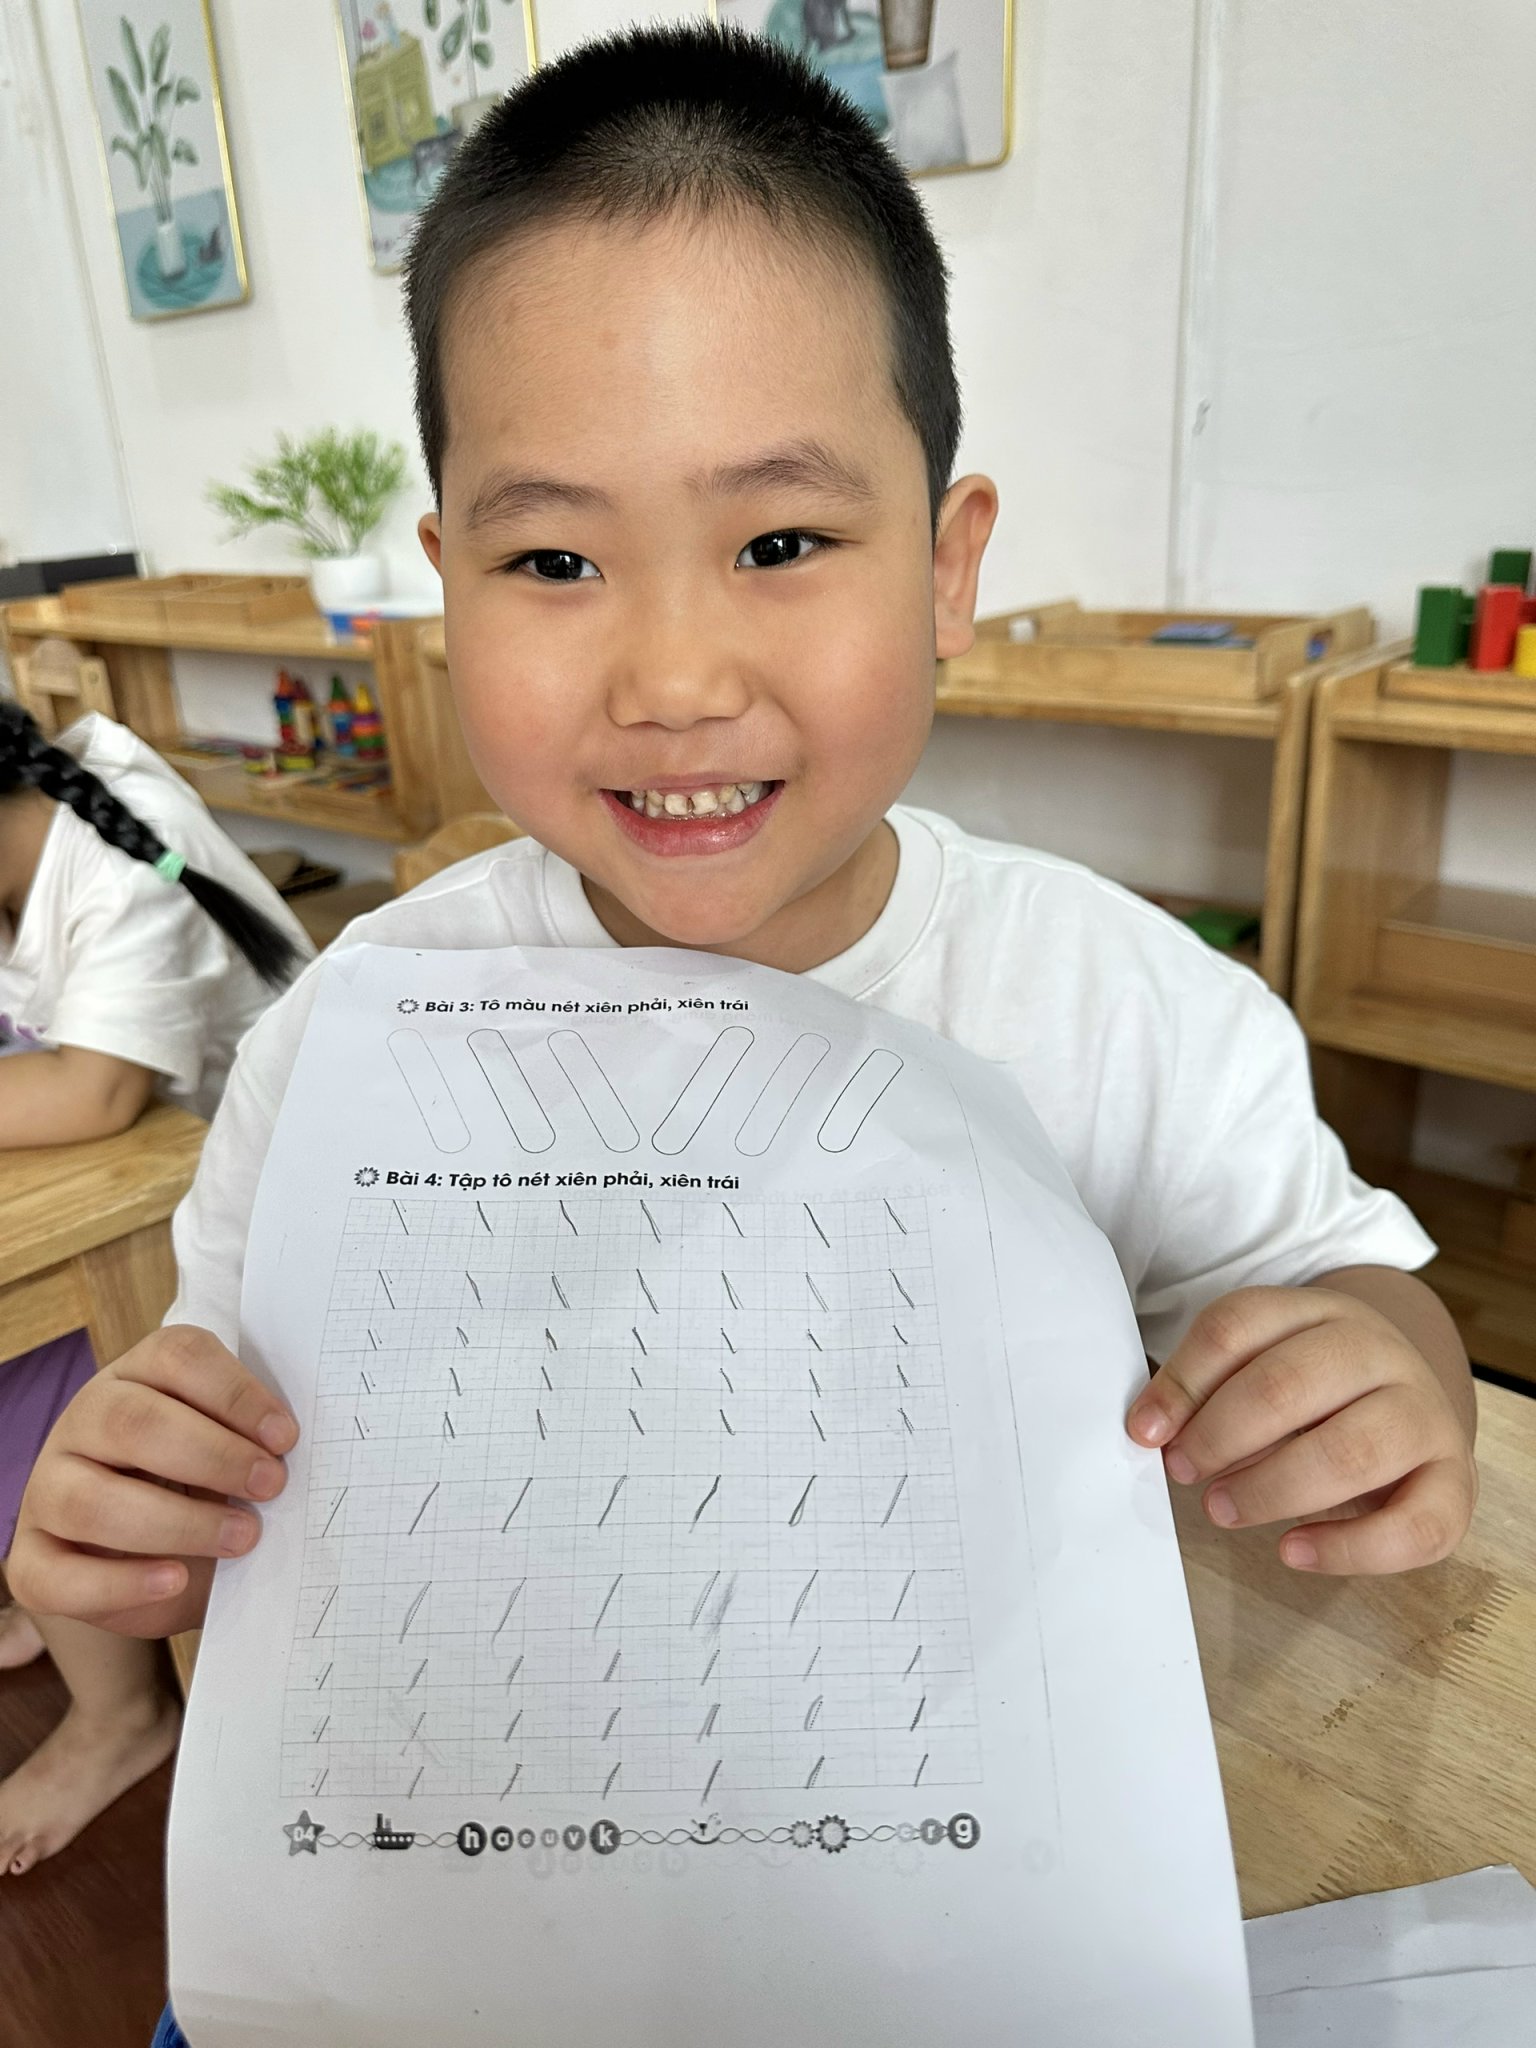 Bài 3: Tô màu nét xiên phải, xiên trái
Bài 4: Tập tô nét xiên phải, xiên trái
04 h a e u v k e r g